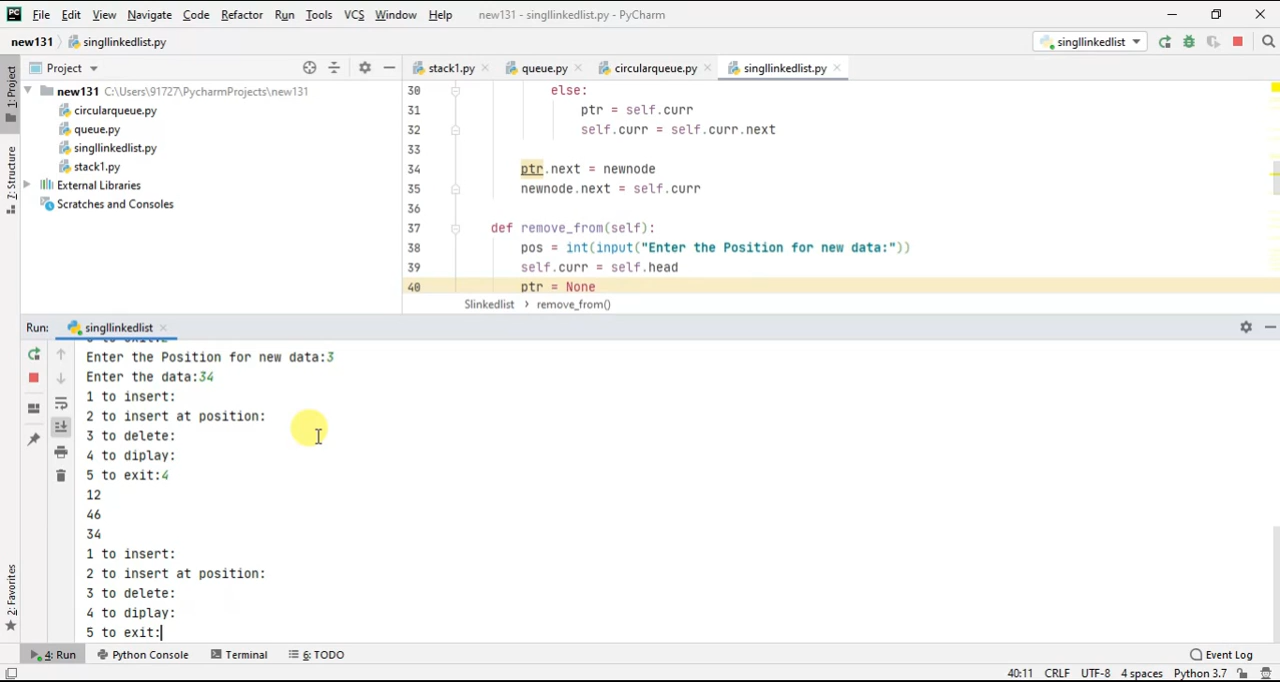 File Edit View Navigate Code Refactor Run Tools VCS Window Help new131 - singllinkedlist.py - PyCharm
new131 singllinkedlist.py singllinkedlist
Project stack1.py queue.py circularqueue.py singllinkedlist.py
1: Project
Z: Structure
2: Favorites
new131 C:\Users\91727\PycharmProjects\new131
circularqueue.py
queue.py
singllinkedlist.py
stack1.py
External Libraries
Scratches and Consoles
30 else:
31 ptr = self.curr
32 self.curr = self.curr.next
33
34 ptr.next = newnode
35 newnode.next = self.curr
36
37 def remove_from(self):
38 pos = int(input("Enter the Position for new data:"))
39 self.curr = self.head
40 ptr = None
Slinkedlist › remove_from()
Run: singllinkedlist
Enter the Position for new data:3
Enter the data:34
1 to insert:
2 to insert at position:
3 to delete:
4 to diplay:
5 to exit:4
12
46
34
1 to insert:
2 to insert at position:
3 to delete:
4 to diplay:
5 to exit:
4: Run Python Console Terminal 6: TODO Event Log
40:11 CRLF UTF-8 4 spaces Python 3.7